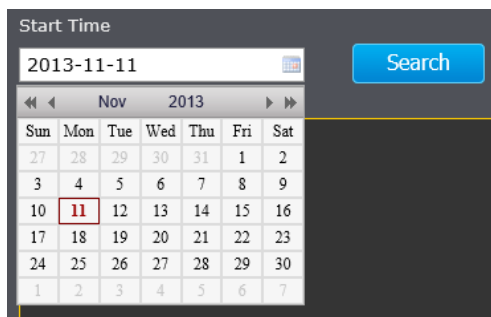 Start Time
2013-11-11
Search
Nov 2013
Sun Mon Tue Wed Thu Fri Sat
27 28 29 30 31 1 2
3 4 5 6 7 8 9
10 11 12 13 14 15 16
17 18 19 20 21 22 23
24 25 26 27 28 29 30
1 2 3 4 5 6 7